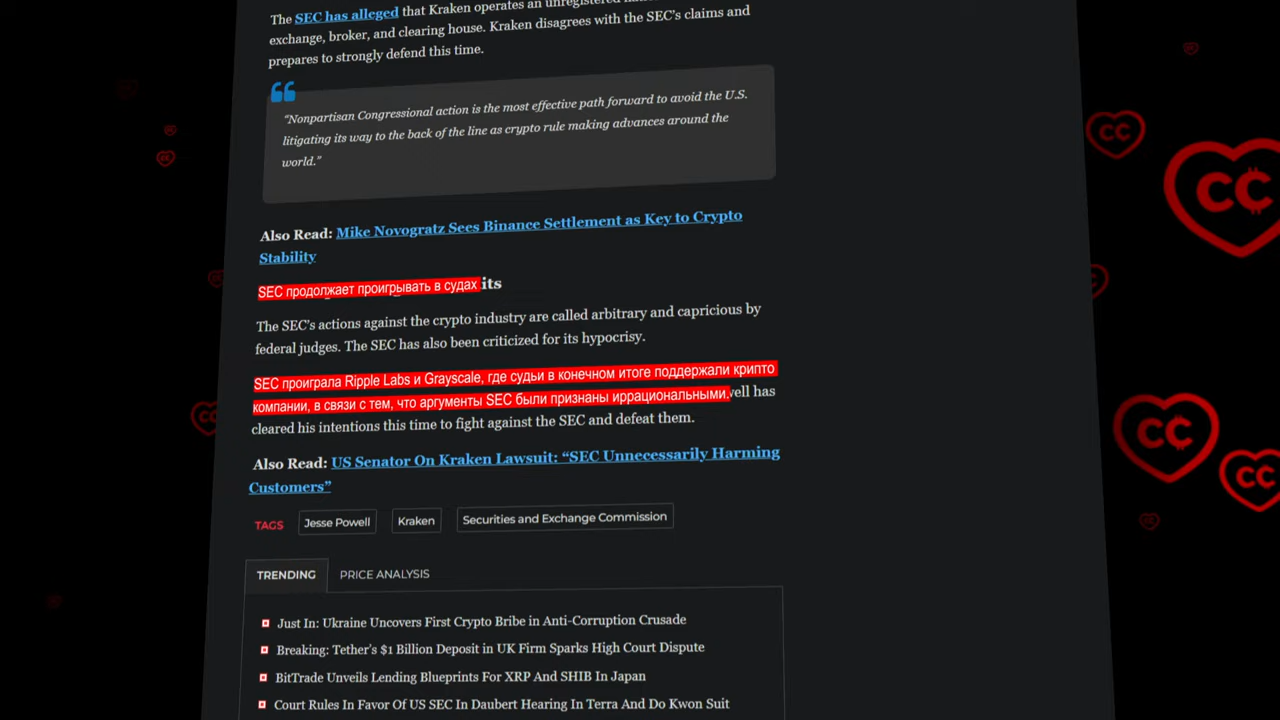 The SEC has alleged that Kraken operates an unregistered
exchange, broker, and clearing house. Kraken disagrees with the SEC's claims and
prepares to strongly defend this time.
"Nonpartisan Congressional action is the most effective path forward to avoid the U.S.
litigating its way to the back of the line as crypto rule making advances around the
world."
Also Read: Mike Novogratz Sees Binance Settlement as Key to Crypto
Stability
SEC продолжает проигрывать в судах its
The SEC's actions against the crypto industry are called arbitrary and capricious by
federal judges. The SEC has also been criticized for its hypocrisy.
SEC проиграла Ripple Labs и Grayscale, где судьи в конечном итоге поддержали крипто
компании, в связи с тем, что аргументы SEC были признаны иррациональными. well has
cleared his intentions this time to fight against the SEC and defeat them.
Also Read: US Senator On Kraken Lawsuit: "SEC Unnecessarily Harming
Customers"
TAGS Jesse Powell Kraken Securities and Exchange Commission
TRENDING PRICE ANALYSIS
Just In: Ukraine Uncovers First Crypto Bribe in Anti-Corruption Crusade
Breaking: Tether's $1 Billion Deposit in UK Firm Sparks High Court Dispute
BitTrade Unveils Lending Blueprints For XRP And SHIB In Japan
Court Rules In Favor Of US SEC In Daubert Hearing In Terra And Do Kwon Suit